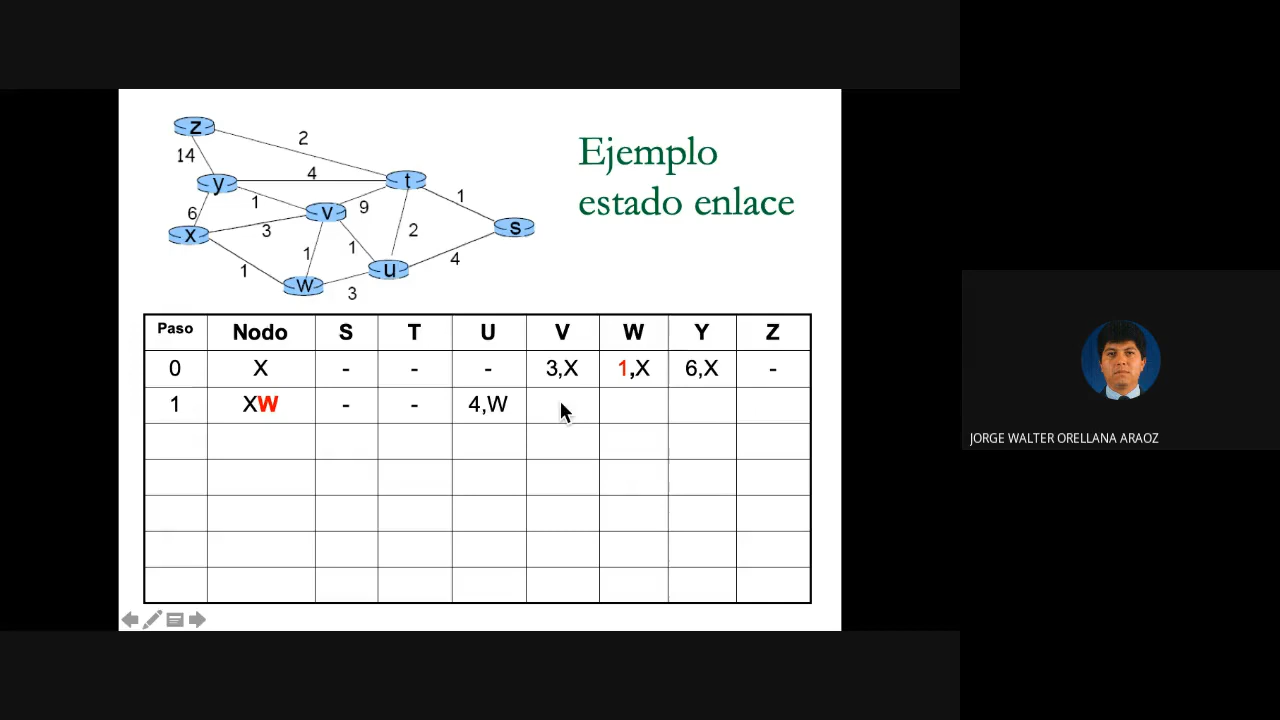 z
2
14
Ejemplo
estado enlace
y
4
t
1
9
1
6
v
x
3
2
s
1
1
1
u
4
w
3
Paso Nodo S T U V W Y Z
0 X - - - 3,X 1,X 6,X -
1 XW - - 4,W
JORGE WALTER ORELLANA ARAOZ